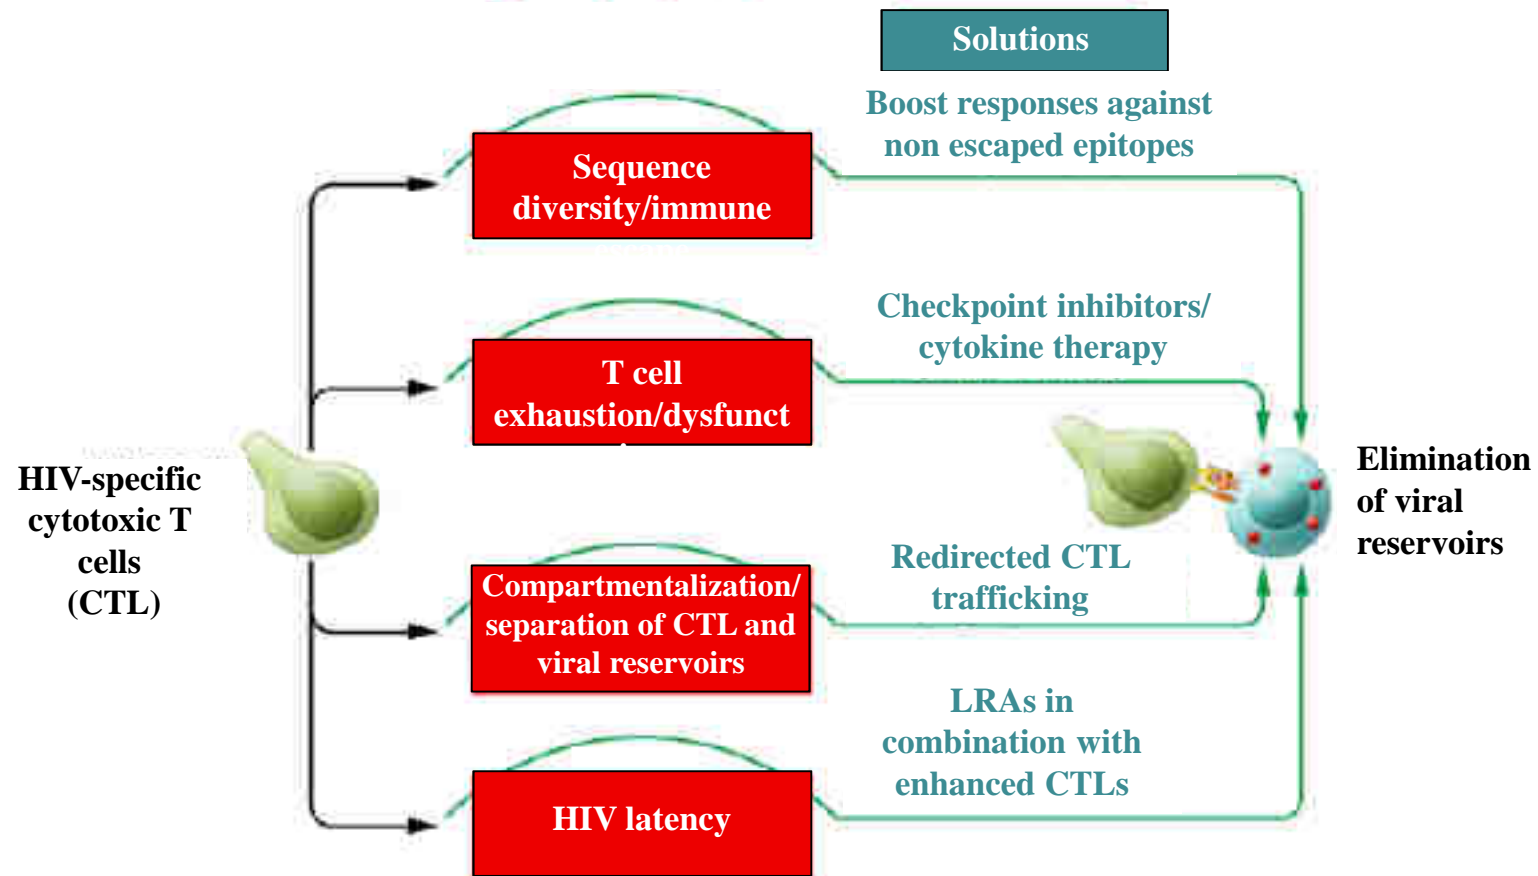 Solutions
Boost responses against
non escaped epitopes
Sequence
diversity/immune
Checkpoint inhibitors/
cytokine therapy
T cell
exhaustion/dysfunct
HIV-specific
cytotoxic T
cells
(CTL)
Elimination
of viral
reservoirs
Redirected CTL
trafficking
Compartmentalization/
separation of CTL and
viral reservoirs
LRAs in
combination with
enhanced CTLs
HIV latency